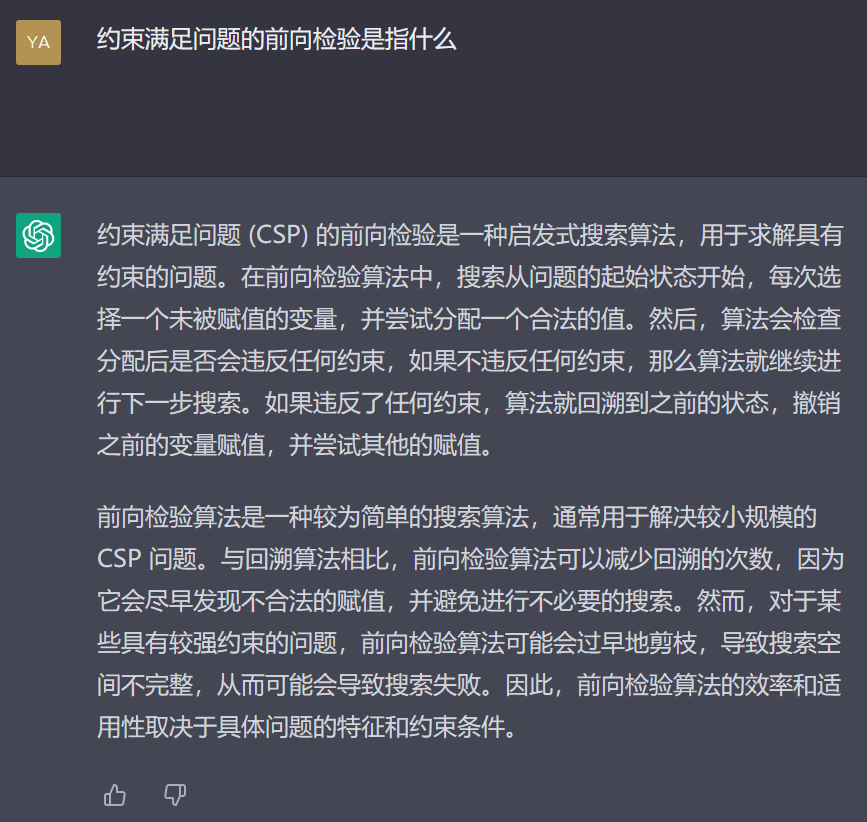 YA
约束满足问题的前向检验是指什么
约束满足问题 (CSP) 的前向检验是一种启发式搜索算法，用于求解具有
约束的问题。在前向检验算法中，搜索从问题的起始状态开始，每次选
择一个未被赋值的变量，并尝试分配一个合法的值。然后，算法会检查
分配后是否会违反任何约束，如果不违反任何约束，那么算法就继续进
行下一步搜索。如果违反了任何约束，算法就回溯到之前的状态，撤销
之前的变量赋值，并尝试其他的赋值。
前向检验算法是一种较为简单的搜索算法，通常用于解决较小规模的
CSP 问题。与回溯算法相比，前向检验算法可以减少回溯的次数，因为
它会尽早发现不合法的赋值，并避免进行不必要的搜索。然而，对于某
些具有较强约束的问题，前向检验算法可能会过早地剪枝，导致搜索空
间不完整，从而可能会导致搜索失败。因此，前向检验算法的效率和适
用性取决于具体问题的特征和约束条件。